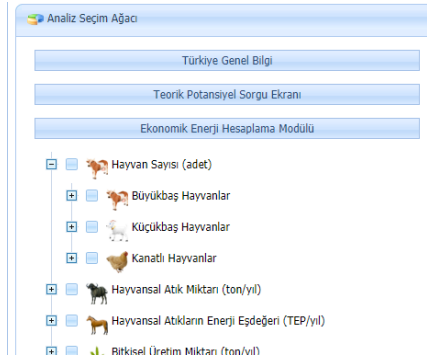 Analiz Seçim Ağacı
Türkiye Genel Bilgi
Teorik Potansiyel Sorgu Ekranı
Ekonomik Enerji Hesaplama Modülü
Hayvan Sayısı (adet)
Büyükbaş Hayvanlar
Küçükbaş Hayvanlar
Kanatlı Hayvanlar
Hayvansal Atık Miktarı (ton/yıl)
Hayvansal Atıkların Enerji Eşdeğeri (TEP/yıl)
Bitkisel Üretim Miktarı (ton/yıl)